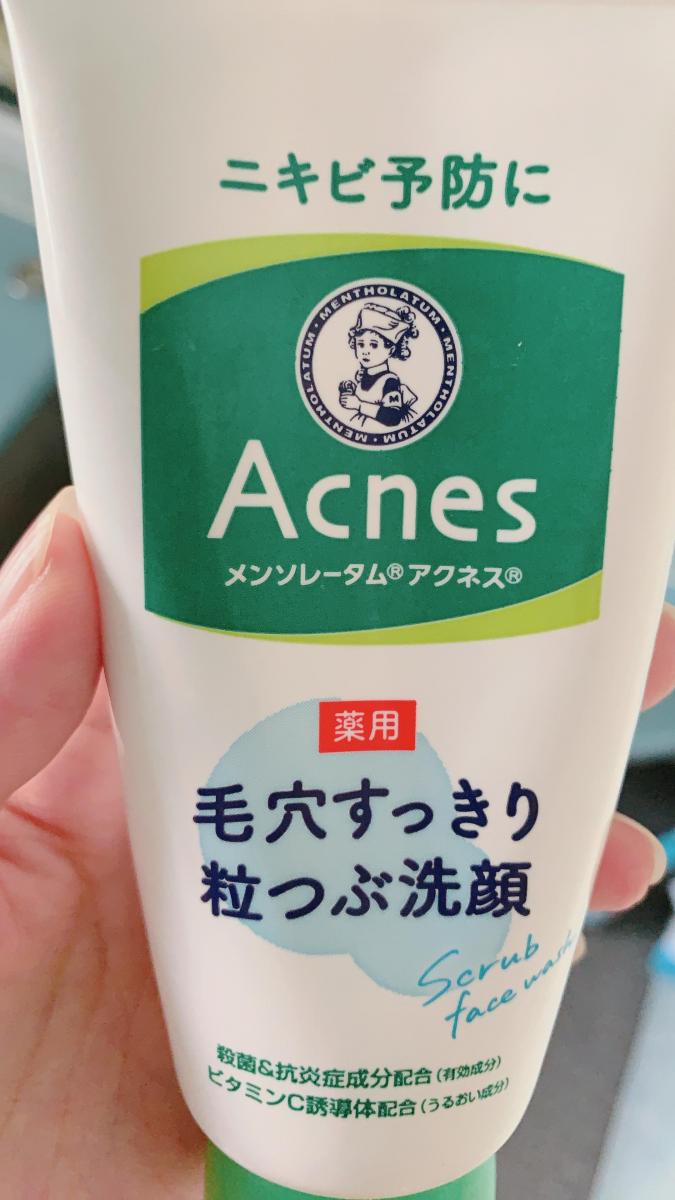 ニキビ予防に
MENTHOLATUM・MENTHOLATUM・MENTHOLATUM・MENTHOLATUM・
M
Acnes
メンソレータム®アクネス®
薬用
毛穴すっきり
粒つぶ洗顔
Scrub
face wash
殺菌&抗炎症成分配合(有効成分)
ビタミンC誘導体配合(うるおい成分)